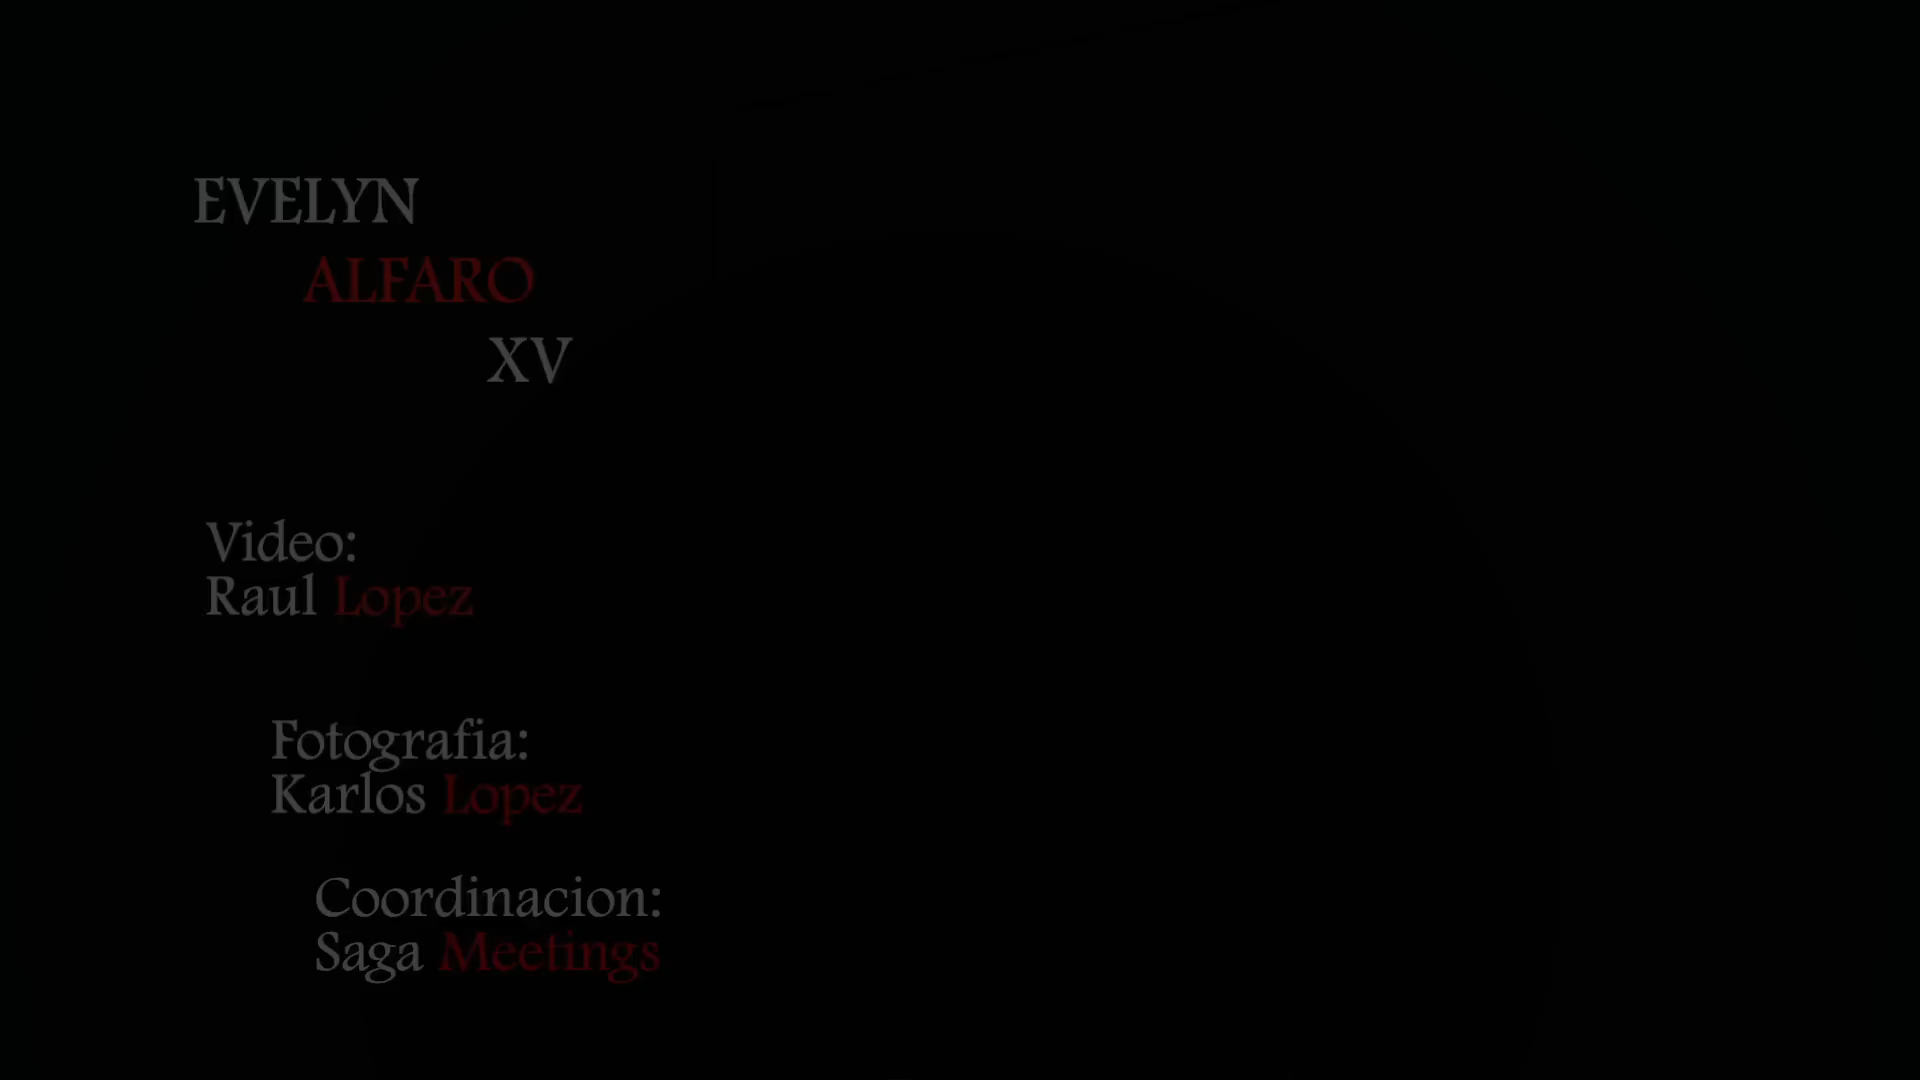 EVELYN
ALFARO
XV
Video:
Raul Lopez
Fotografia:
Karlos Lopez
Coordinacion:
Saga Meetings